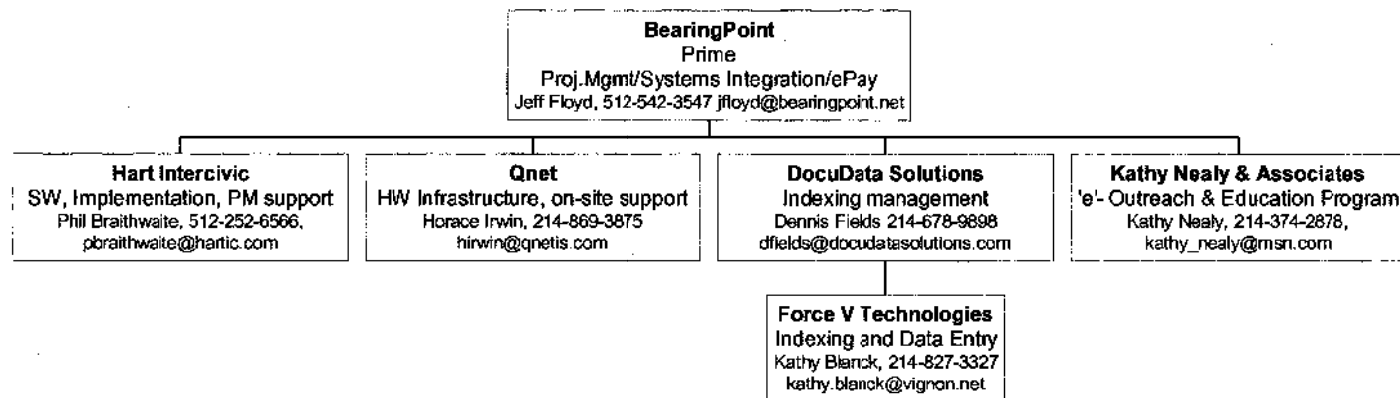 BearingPoint
Prime
Proj.Mgmt/Systems Integration/ePay
Jeff Floyd, 512-542-3547 jfloyd@bearingpoint.net
Hart Intercivic
SW, Implementation, PM support
Phil Braithwaite, 512-252-6566,
pbraithwaite@hartic.com
Qnet
HW Infrastructure, on-site support
Horace Irwin, 214-869-3875
hirwin@qnetis.com
DocuData Solutions
Indexing management
Dennis Fields 214-678-9898
dfields@docudatasolutions.com
Kathy Nealy & Associates
'e'- Outreach & Education Program
Kathy Nealy, 214-374-2878,
kathy_nealy@msn.com
Force V Technologies
Indexing and Data Entry
Kathy Blanck, 214-827-3327
kathy.blanck@vignon.net